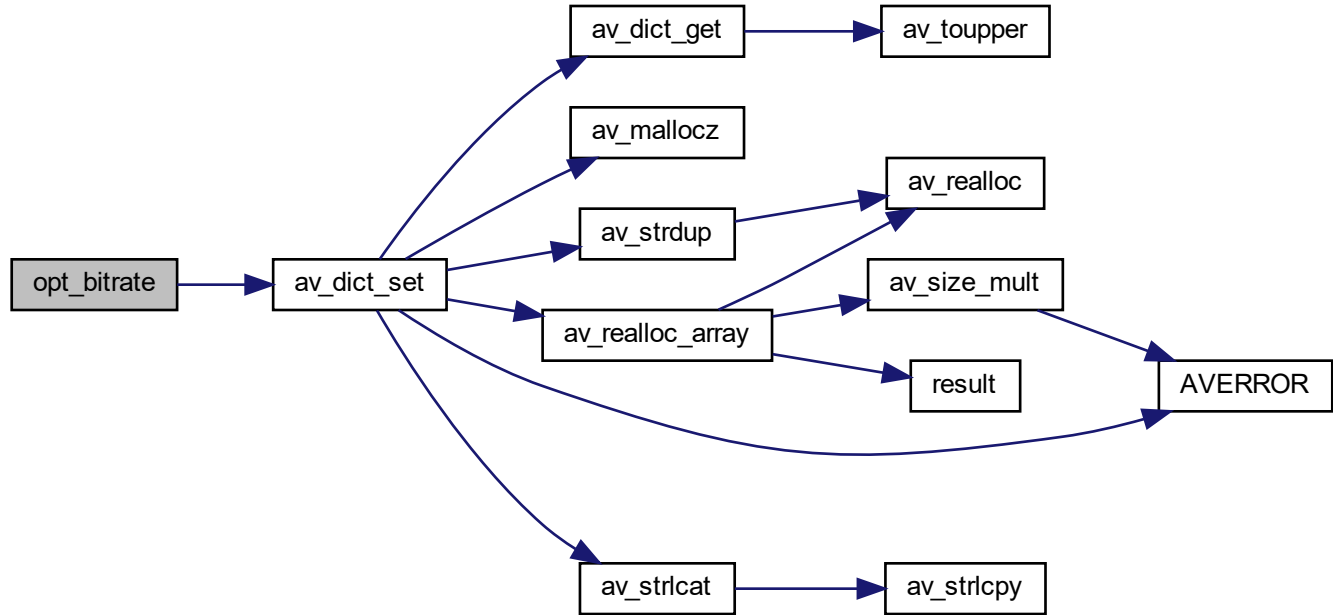 av_dict_get
av_toupper
av_mallocz
av_realloc
av_strdup
opt_bitrate
av_dict_set
av_size_mult
av_realloc_array
result
AVERROR
av_strlcat
av_strlcpy